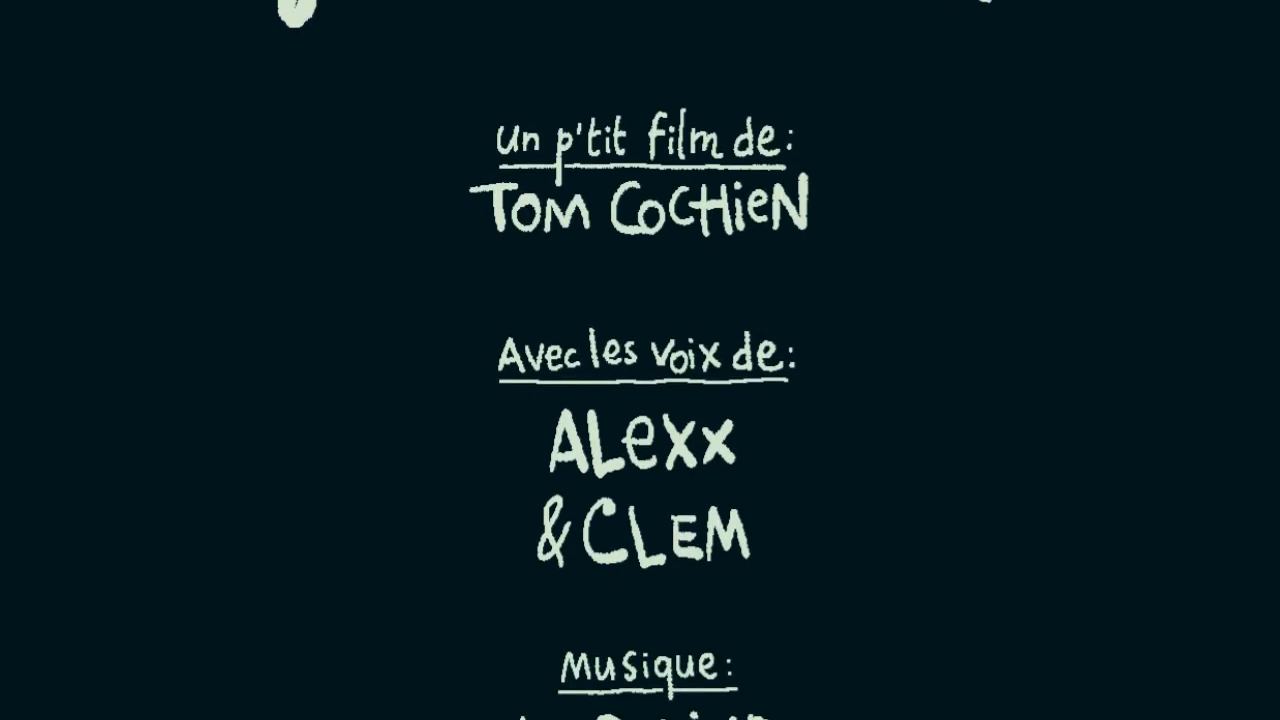 un p'tit film de:
TOM COCHieN
Avec les voix de:
ALexx
& CLEM
Musique: